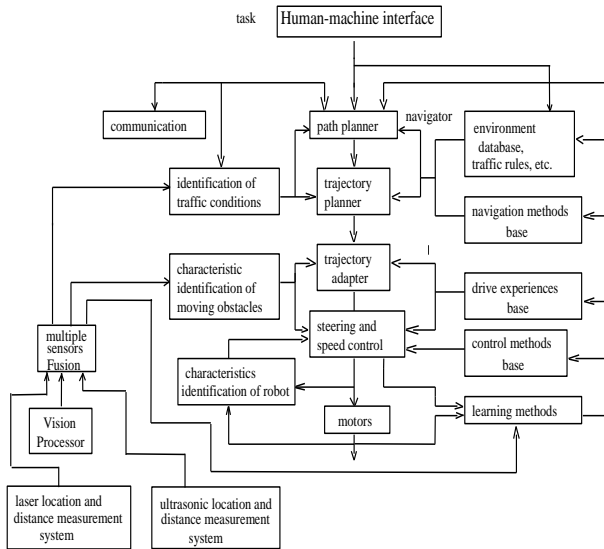 task
Human-machine interface
communication
path planner
navigator
environment
database,
traffic rules, etc.
identification of
traffic conditions
trajectory
planner
navigation methods
base
characteristic
identification of
moving obstacles
trajectory
adapter
drive experiences
base
multiple
sensors
Fusion
steering and
speed control
control methods
base
characteristics
identification of robot
Vision
Processor
motors
learning methods
laser location and
distance measurement
system
ultrasonic location and
distance measurement
system